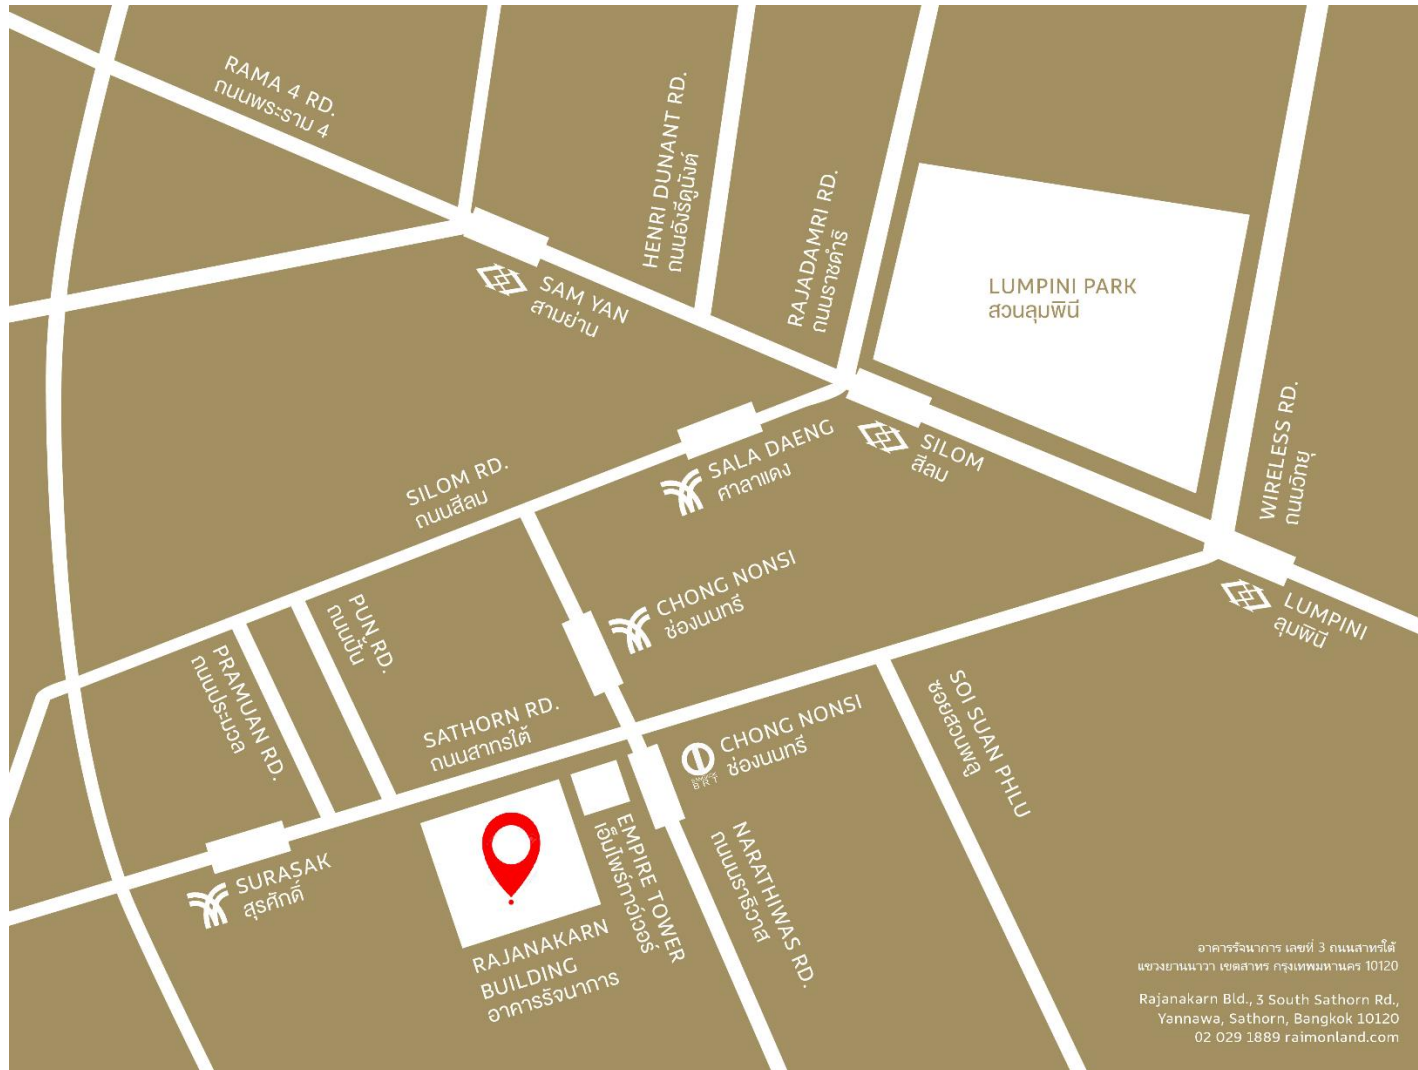 RAMA 4 RD.
ถนนพระราม 4
HENRI DUNANT RD.
ถนนอังรีดูนังต์
RAJADAMRI RD.
ถนนราชดำริ
LUMPINI PARK
สวนลุมพินี
SAM YAN
สามย่าน
WIRELESS RD.
ถนนวิทยุ
SALA DAENG
ศาลาแดง
SILOM
สีลม
SILOM RD.
ถนนสีลม
CHONG NONSI
ช่องนนทรี
LUMPINI
ลุมพินี
PUN RD.
ถนนปั้น
PRAMUAN RD.
ถนนประมวล
SATHORN RD.
ถนนสาทรใต้
CHONG NONSI
ช่องนนทรี
BRT
SOI SUAN PHLU
ซอยสวนพลู
SURASAK
สุรศักดิ์
EMPIRE TOWER
เอ็มไพร์ทาว์เวอร์
NARATHIWAS RD.
ถนนนราธิวาส
RAJANAKARN
BUILDING
อาคารรัจนาการ
อาคารรัจนาการ เลขที่ 3 ถนนสาทรใต้
แขวงยานนาวา เขตสาทร กรุงเทพมหานคร 10120
Rajanakarn Bld., 3 South Sathorn Rd.,
Yannawa, Sathorn, Bangkok 10120
02 029 1889 raimonland.com